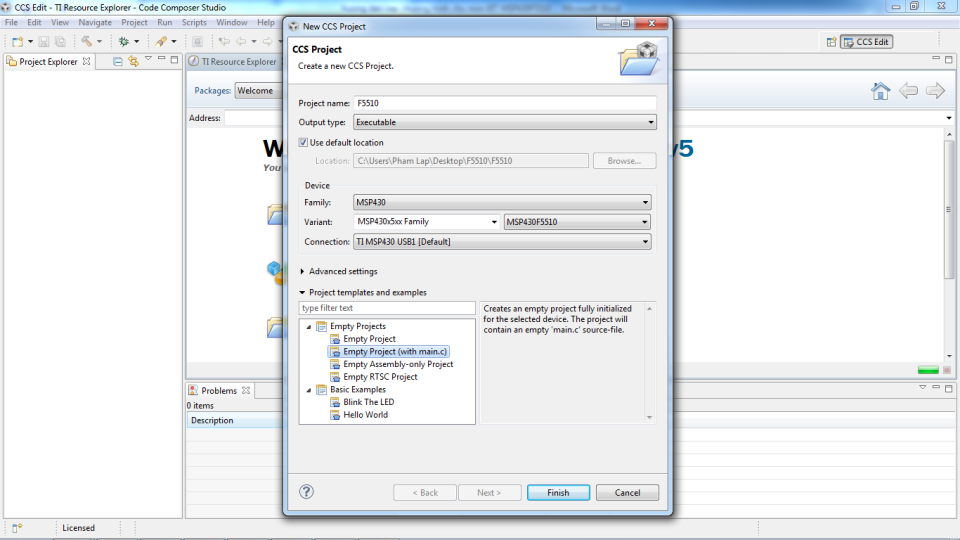 CCS Edit - TI Resource Explorer - Code Composer Studio
File Edit View Navigate Project Run Scripts Window Help
CCS Edit
Project Explorer
TI Resource Explorer
Packages: Welcome
Address:
W
v5
You
New CCS Project
CCS Project
Create a new CCS Project.
Project name: F5510
Output type: Executable
Use default location
Location: C:\Users\Pham Lap\Desktop\F5510\F5510
Browse...
Device
Family: MSP430
Variant: MSP430x5xx Family MSP430F5510
Connection: TI MSP430 USB1 [Default]
Advanced settings
Project templates and examples
type filter text
Empty Projects
Empty Project
Empty Project (with main.c)
Empty Assembly-only Project
Empty RTSC Project
Basic Examples
Blink The LED
Hello World
Creates an empty project fully initialized
for the selected device. The project will
contain an empty 'main.c' source-file.
? < Back Next > Finish Cancel
Problems
0 items
Description
Licensed